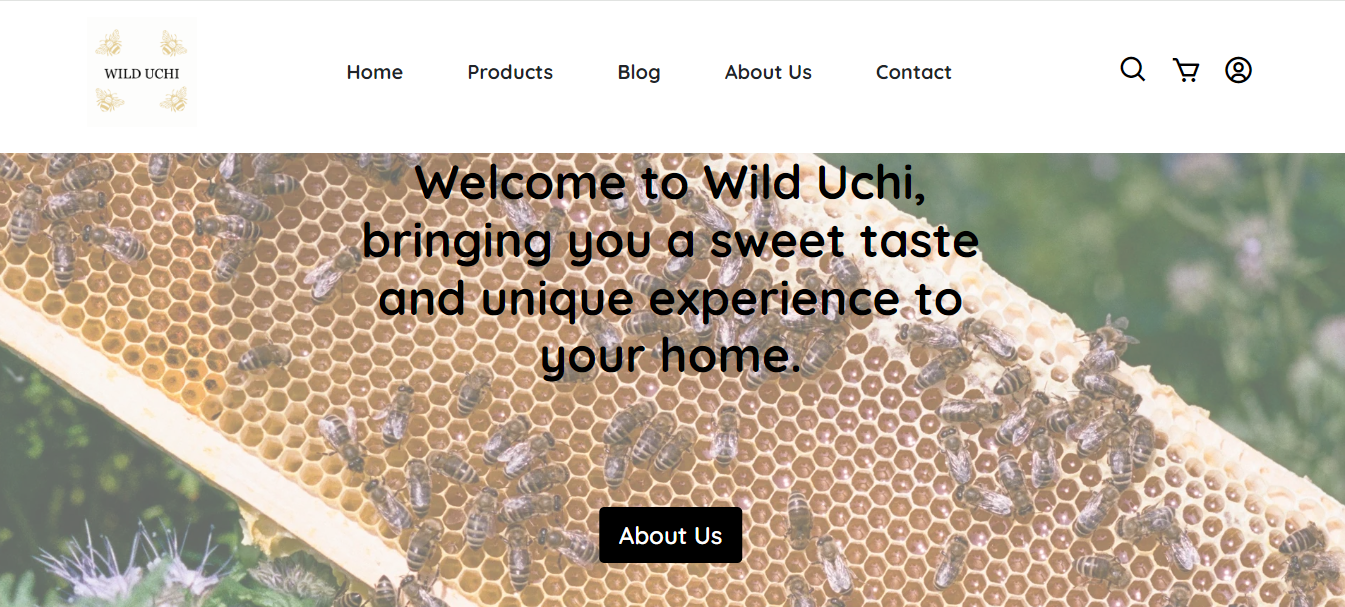 WILD UCHI
Home Products Blog About Us Contact
Welcome to Wild Uchi,
bringing you a sweet taste
and unique experience to
your home.
About Us